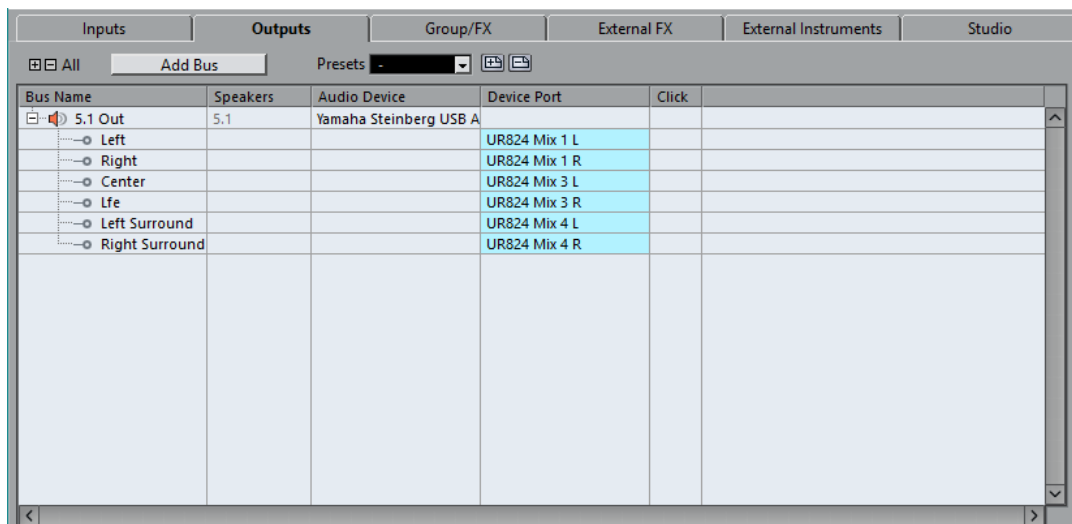 Inputs Outputs Group/FX External FX External Instruments Studio
All Add Bus Presets -
Bus Name Speakers Audio Device Device Port Click
5.1 Out 5.1 Yamaha Steinberg USB A
Left UR824 Mix 1 L
Right UR824 Mix 1 R
Center UR824 Mix 3 L
Lfe UR824 Mix 3 R
Left Surround UR824 Mix 4 L
Right Surround UR824 Mix 4 R